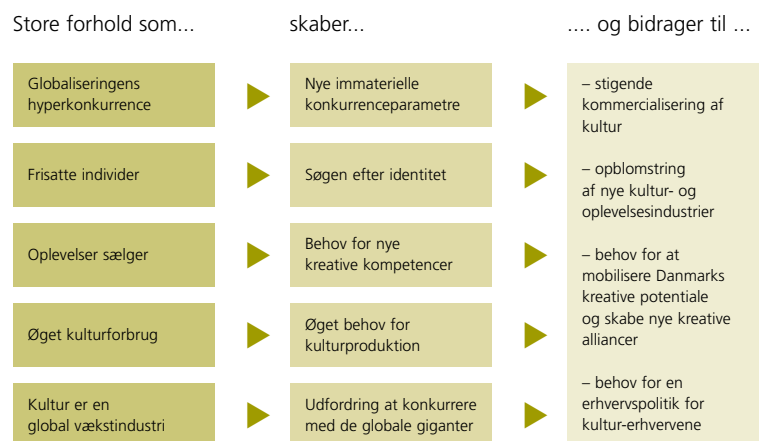 Store forhold som...
skaber...
.... og bidrager til ...
Globaliseringens
hyperkonkurrence
Nye immaterielle
konkurrenceparametre
Frisatte individer
Søgen efter identitet
Oplevelser sælger
Behov for nye
kreative kompetencer
Øget kulturforbrug
Øget behov for
kulturproduktion
Kultur er en
global vækstindustri
Udfordring at konkurrere
med de globale giganter
– stigende
kommercialisering af
kultur
– opblomstring
af nye kultur- og
oplevelsesindustrier
– behov for at
mobilisere Danmarks
kreative potentiale
og skabe nye kreative
alliancer
– behov for en
erhvervspolitik for
kultur-erhvervene